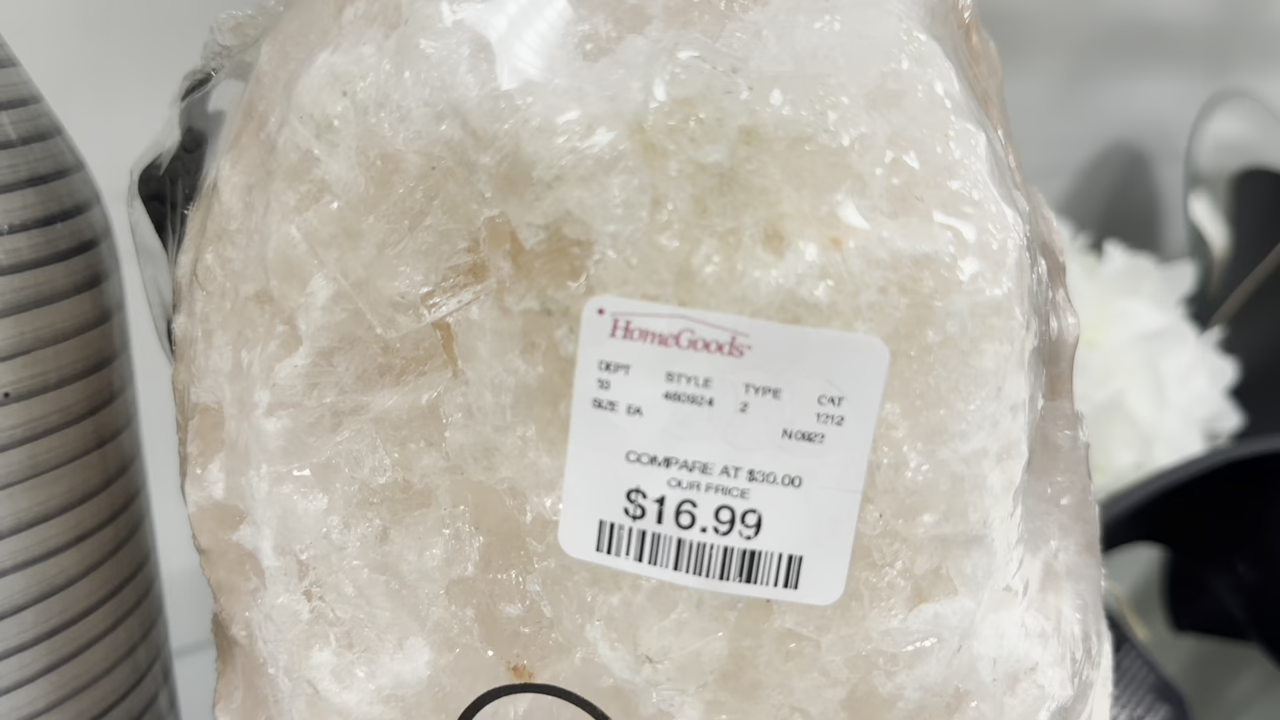 HomeGoods
DEPT STYLE TYPE CAT
2 1212
SIZE EA
COMPARE AT $30.00
OUR PRICE
$16.99